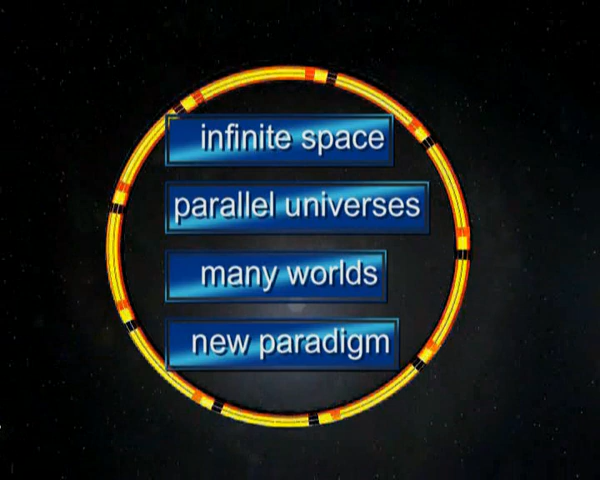 infinite space
parallel universes
many worlds
new paradigm